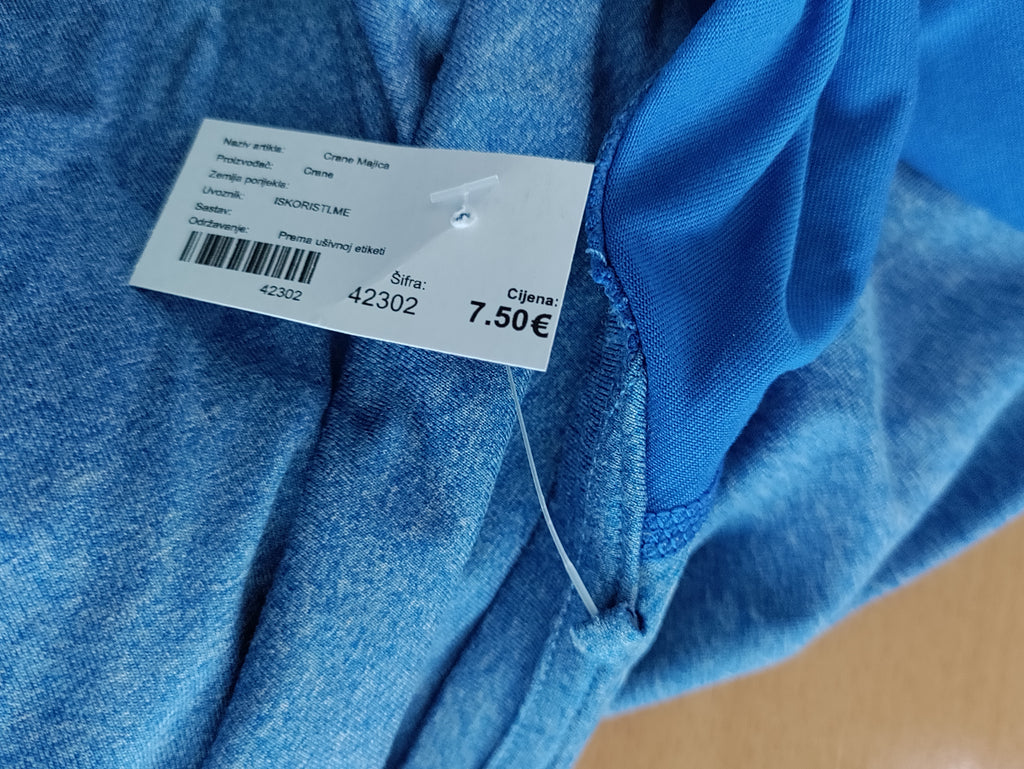 Naziv artikla: Crane Majica
Proizvođač: Crane
Zemlja porijekla:
Uvoznik: ISKORISTI.ME
Sastav:
Održavanje: Prema ušivnoj etiketi
42302
Šifra:
42302
Cijena:
7.50€